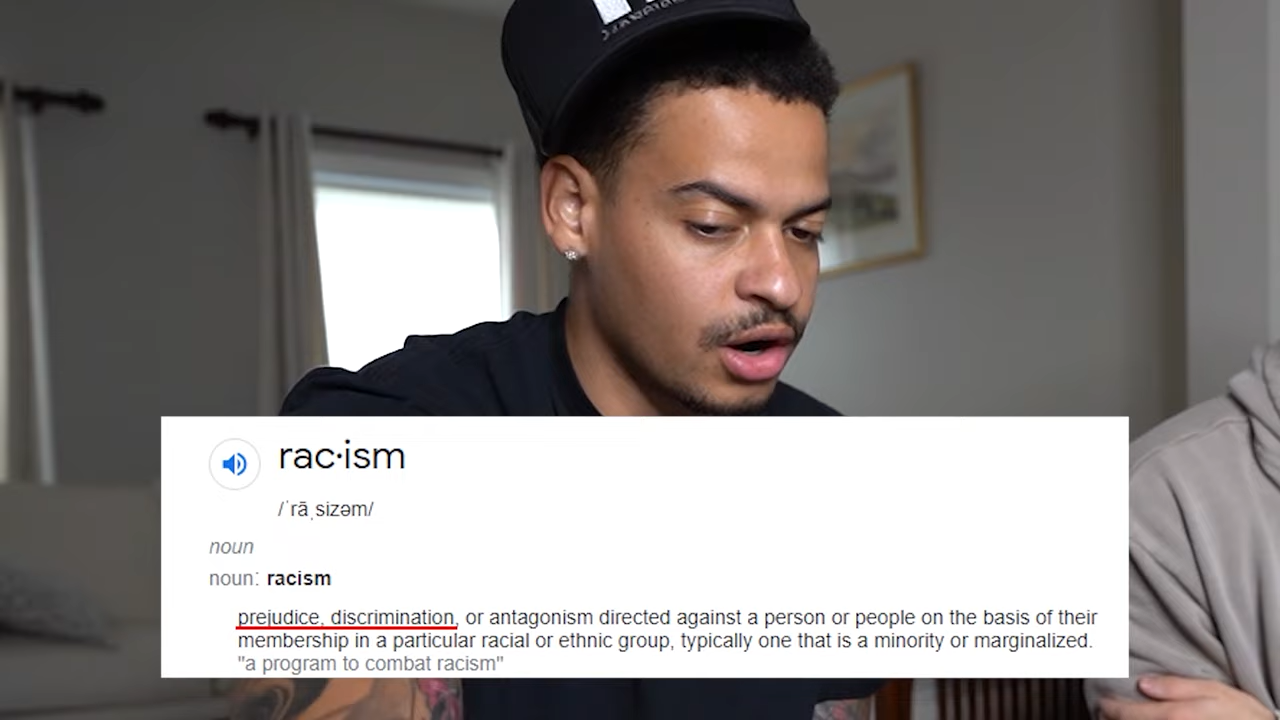 rac·ism
/ˈrāˌsizəm/
noun
noun: racism
prejudice, discrimination, or antagonism directed against a person or people on the basis of their
membership in a particular racial or ethnic group, typically one that is a minority or marginalized.
"a program to combat racism"